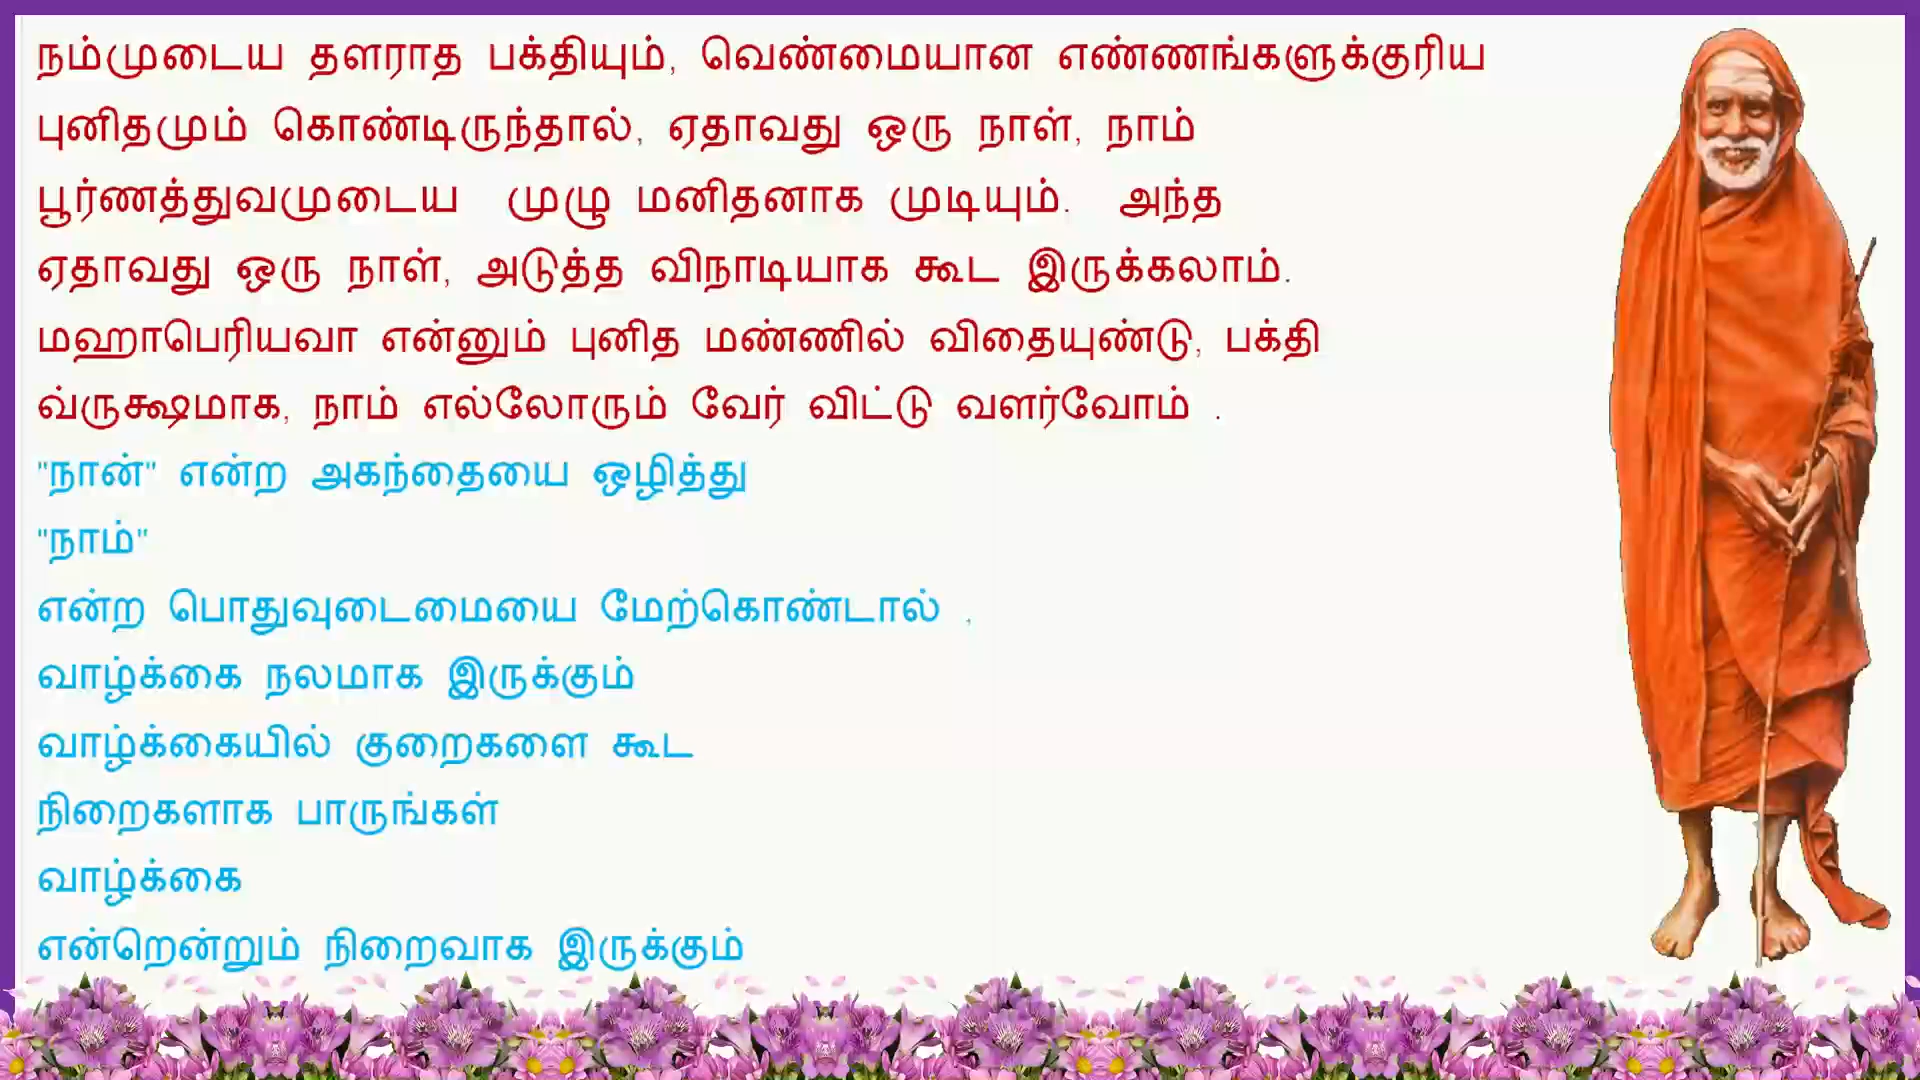 நம்முடைய தளராத பக்தியும், வெண்மையான எண்ணங்களுக்குரிய
புனிதமும் கொண்டிருந்தால், ஏதாவது ஒரு நாள், நாம்
பூர்ணத்துவமுடைய முழு மனிதனாக முடியும். அந்த
ஏதாவது ஒரு நாள், அடுத்த விநாடியாக கூட இருக்கலாம்.
மஹாபெரியவா என்னும் புனித மண்ணில் விதையுண்டு, பக்தி
வ்ருக்ஷமாக, நாம் எல்லோரும் வேர் விட்டு வளர்வோம் .
"நான்" என்ற அகந்தையை ஒழித்து
"நாம்"
என்ற பொதுவுடைமையை மேற்கொண்டால் ,
வாழ்க்கை நலமாக இருக்கும்
வாழ்க்கையில் குறைகளை கூட
நிறைகளாக பாருங்கள்
வாழ்க்கை
என்றென்றும் நிறைவாக இருக்கும்